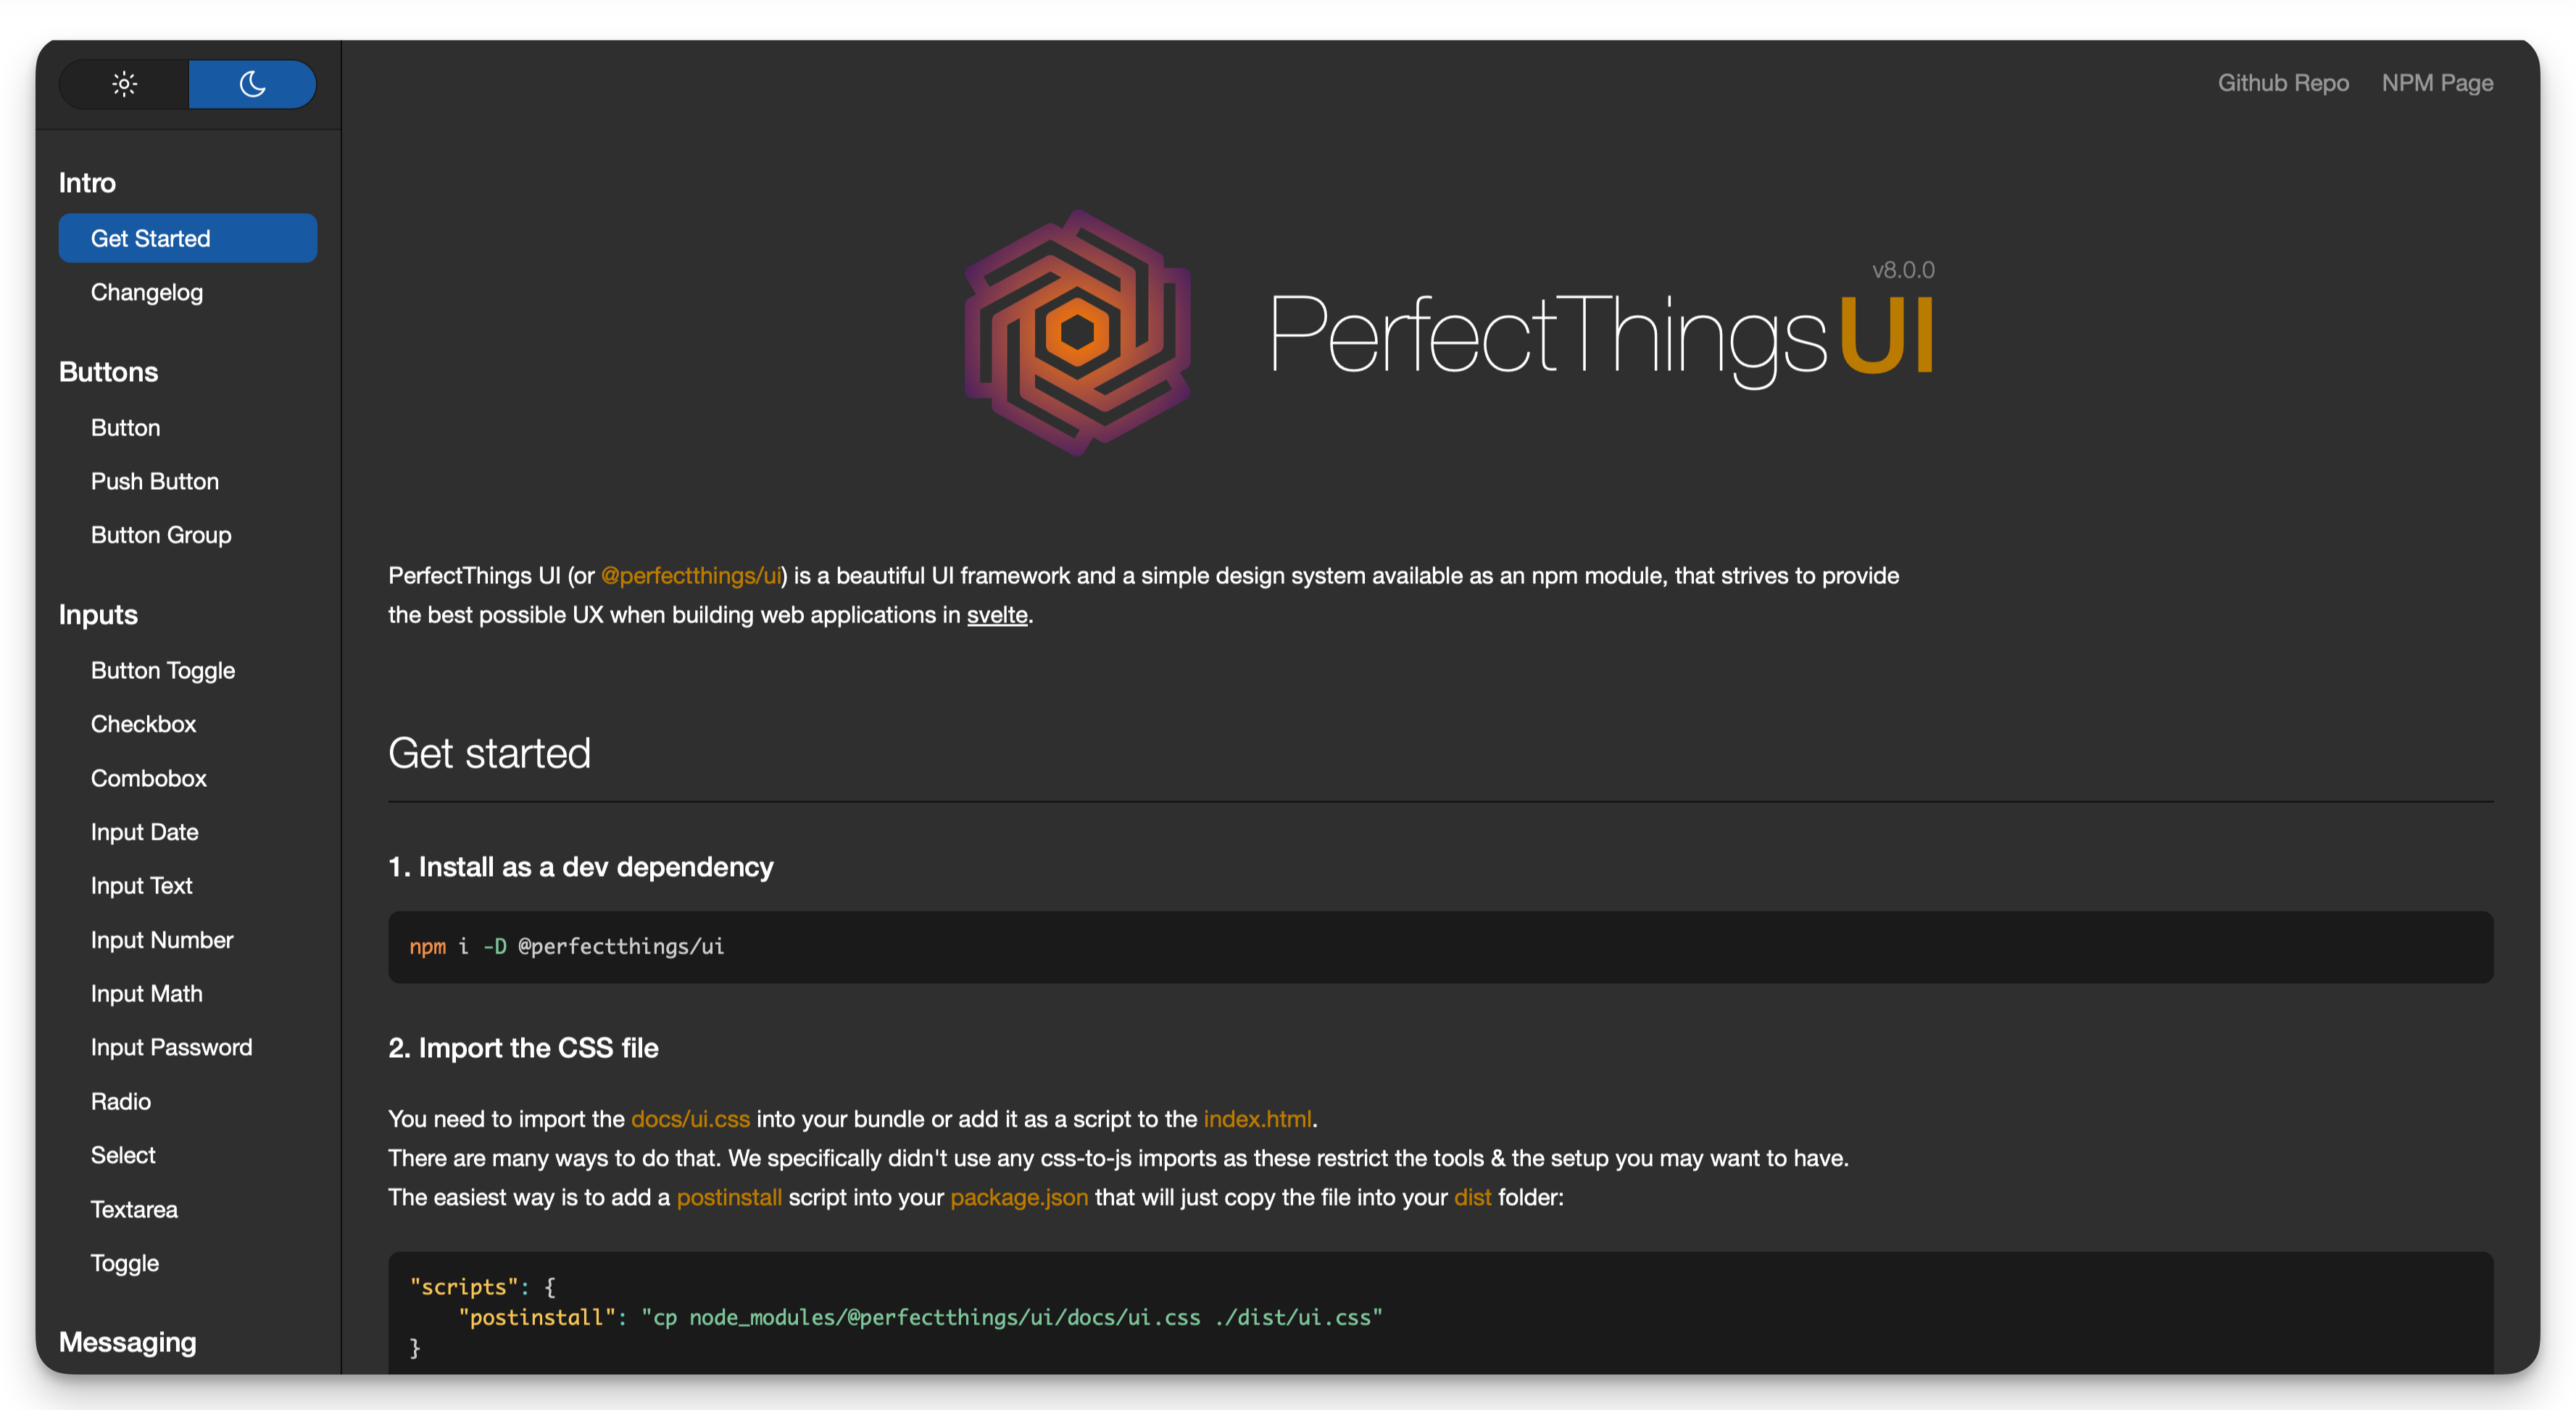 Intro
Get Started
Changelog
Buttons
Button
Push Button
Button Group
Inputs
Button Toggle
Checkbox
Combobox
Input Date
Input Text
Input Number
Input Math
Input Password
Radio
Select
Textarea
Toggle
Messaging
Github Repo NPM Page
v8.0.0
PerfectThingsUI
PerfectThings UI (or @perfectthings/ui) is a beautiful UI framework and a simple design system available as an npm module, that strives to provide
the best possible UX when building web applications in svelte.
Get started
1. Install as a dev dependency
npm i -D @perfectthings/ui
2. Import the CSS file
You need to import the docs/ui.css into your bundle or add it as a script to the index.html.
There are many ways to do that. We specifically didn't use any css-to-js imports as these restrict the tools & the setup you may want to have.
The easiest way is to add a postinstall script into your package.json that will just copy the file into your dist folder:
"scripts": {
    "postinstall": "cp node_modules/@perfectthings/ui/docs/ui.css ./dist/ui.css"
}